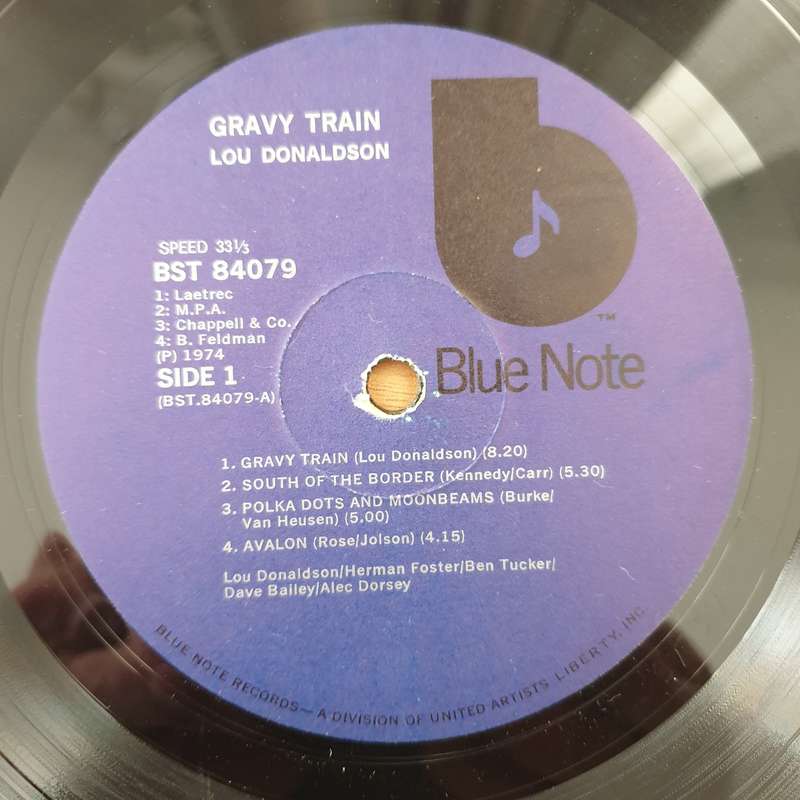 GRAVY TRAIN
LOU DONALDSON
SPEED 33⅓
BST 84079
1: Laetrec
2: M.P.A.
3: Chappell & Co.
4: B. Feldman
(P) 1974
SIDE 1
(BST.84079-A)
TM
Blue Note
1. GRAVY TRAIN (Lou Donaldson) (8.20)
2. SOUTH OF THE BORDER (Kennedy/Carr) (5.30)
3. POLKA DOTS AND MOONBEAMS (Burke/
Van Heusen) (5.00)
4. AVALON (Rose/Jolson) (4.15)
Lou Donaldson/Herman Foster/Ben Tucker/
Dave Bailey/Alec Dorsey
BLUE NOTE RECORDS—A DIVISION OF UNITED ARTISTS LIBERTY, INC.